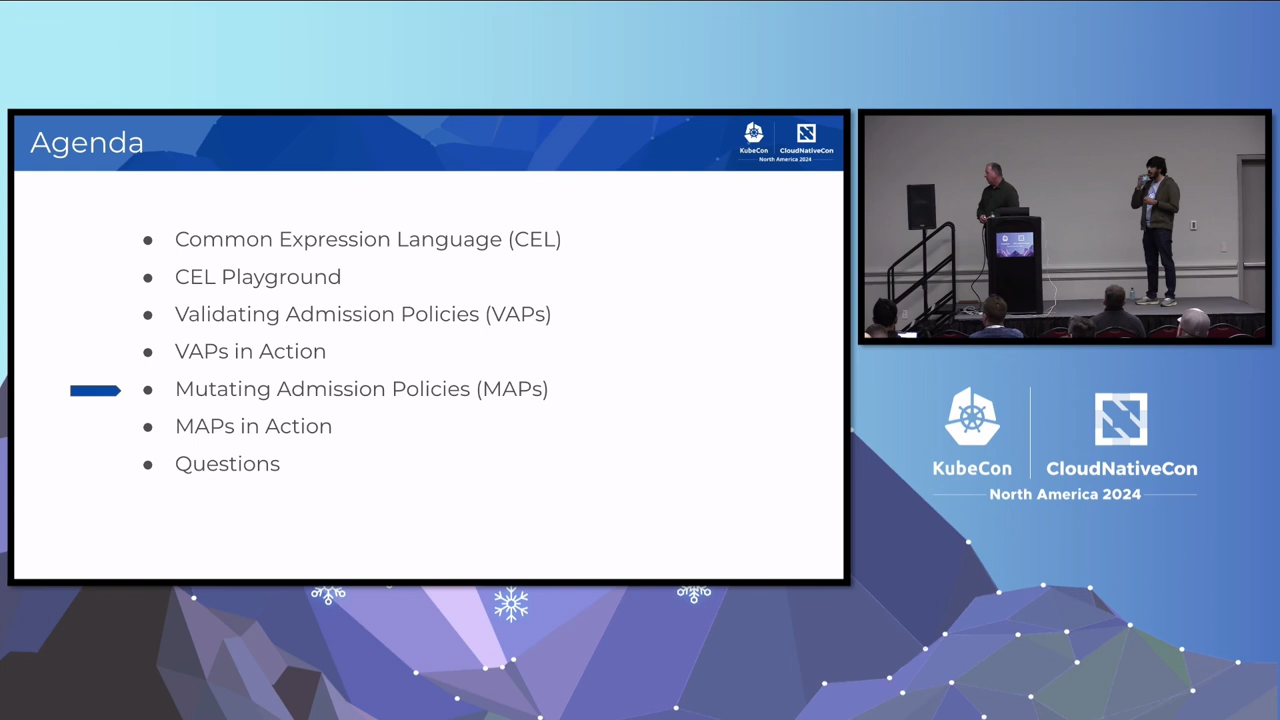 Agenda
KubeCon
CloudNativeCon
North America 2024
Common Expression Language (CEL)
CEL Playground
Validating Admission Policies (VAPs)
VAPs in Action
Mutating Admission Policies (MAPs)
MAPs in Action
Questions
KubeCon
CloudNativeCon
North America 2024